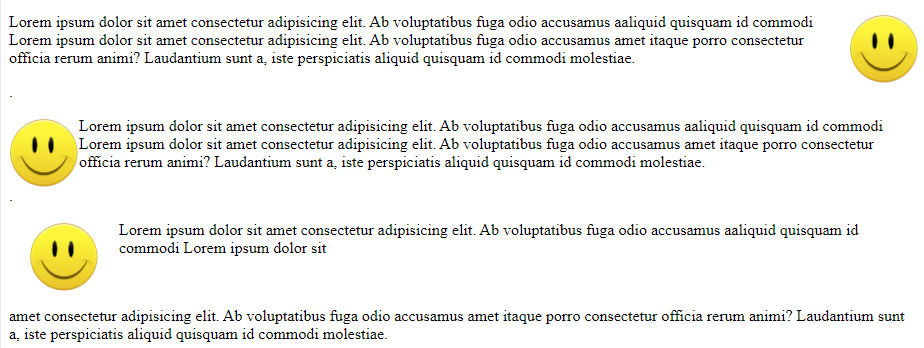 Lorem ipsum dolor sit amet consectetur adipisicing elit. Ab voluptatibus fuga odio accusamus aaliquid quisquam id commodi
Lorem ipsum dolor sit amet consectetur adipisicing elit. Ab voluptatibus fuga odio accusamus amet itaque porro consectetur
officia rerum animi? Laudantium sunt a, iste perspiciatis aliquid quisquam id commodi molestiae.
.
Lorem ipsum dolor sit amet consectetur adipisicing elit. Ab voluptatibus fuga odio accusamus aaliquid quisquam id commodi
Lorem ipsum dolor sit amet consectetur adipisicing elit. Ab voluptatibus fuga odio accusamus amet itaque porro consectetur
officia rerum animi? Laudantium sunt a, iste perspiciatis aliquid quisquam id commodi molestiae.
.
Lorem ipsum dolor sit amet consectetur adipisicing elit. Ab voluptatibus fuga odio accusamus aaliquid quisquam id
commodi Lorem ipsum dolor sit
amet consectetur adipisicing elit. Ab voluptatibus fuga odio accusamus amet itaque porro consectetur officia rerum animi? Laudantium sunt
a, iste perspiciatis aliquid quisquam id commodi molestiae.